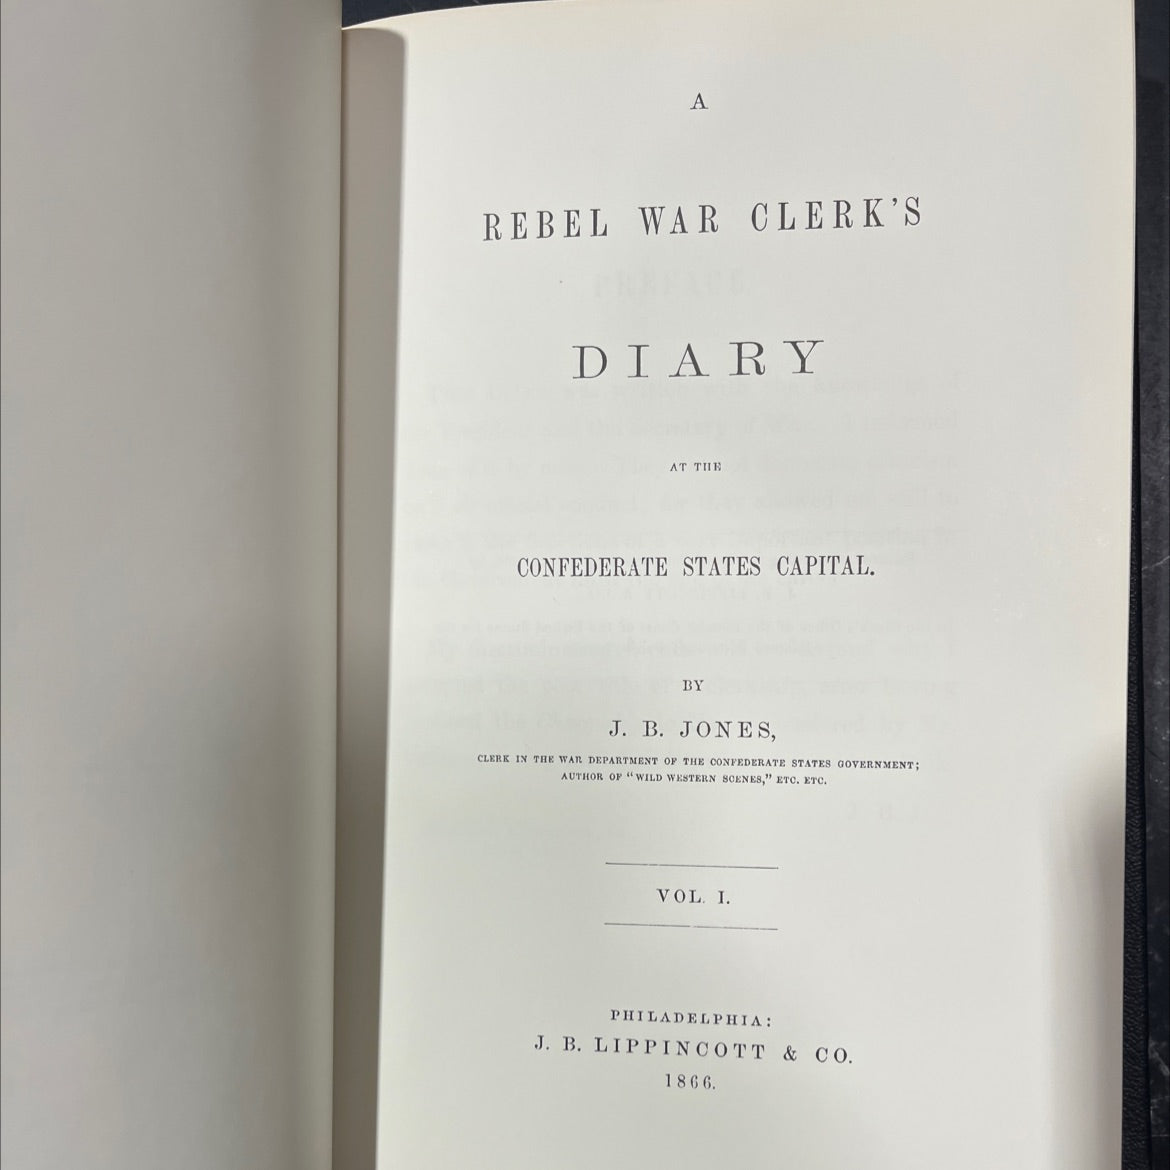 A
REBEL WAR CLERK'S
DIARY
AT THE
CONFEDERATE STATES CAPITAL.
BY
J. B. JONES,
CLERK IN THE WAR DEPARTMENT OF THE CONFEDERATE STATES GOVERNMENT;
AUTHOR OF "WILD WESTERN SCENES," ETC. ETC.
VOL. I.
PHILADELPHIA:
J. B. LIPPINCOTT & CO.
1866.